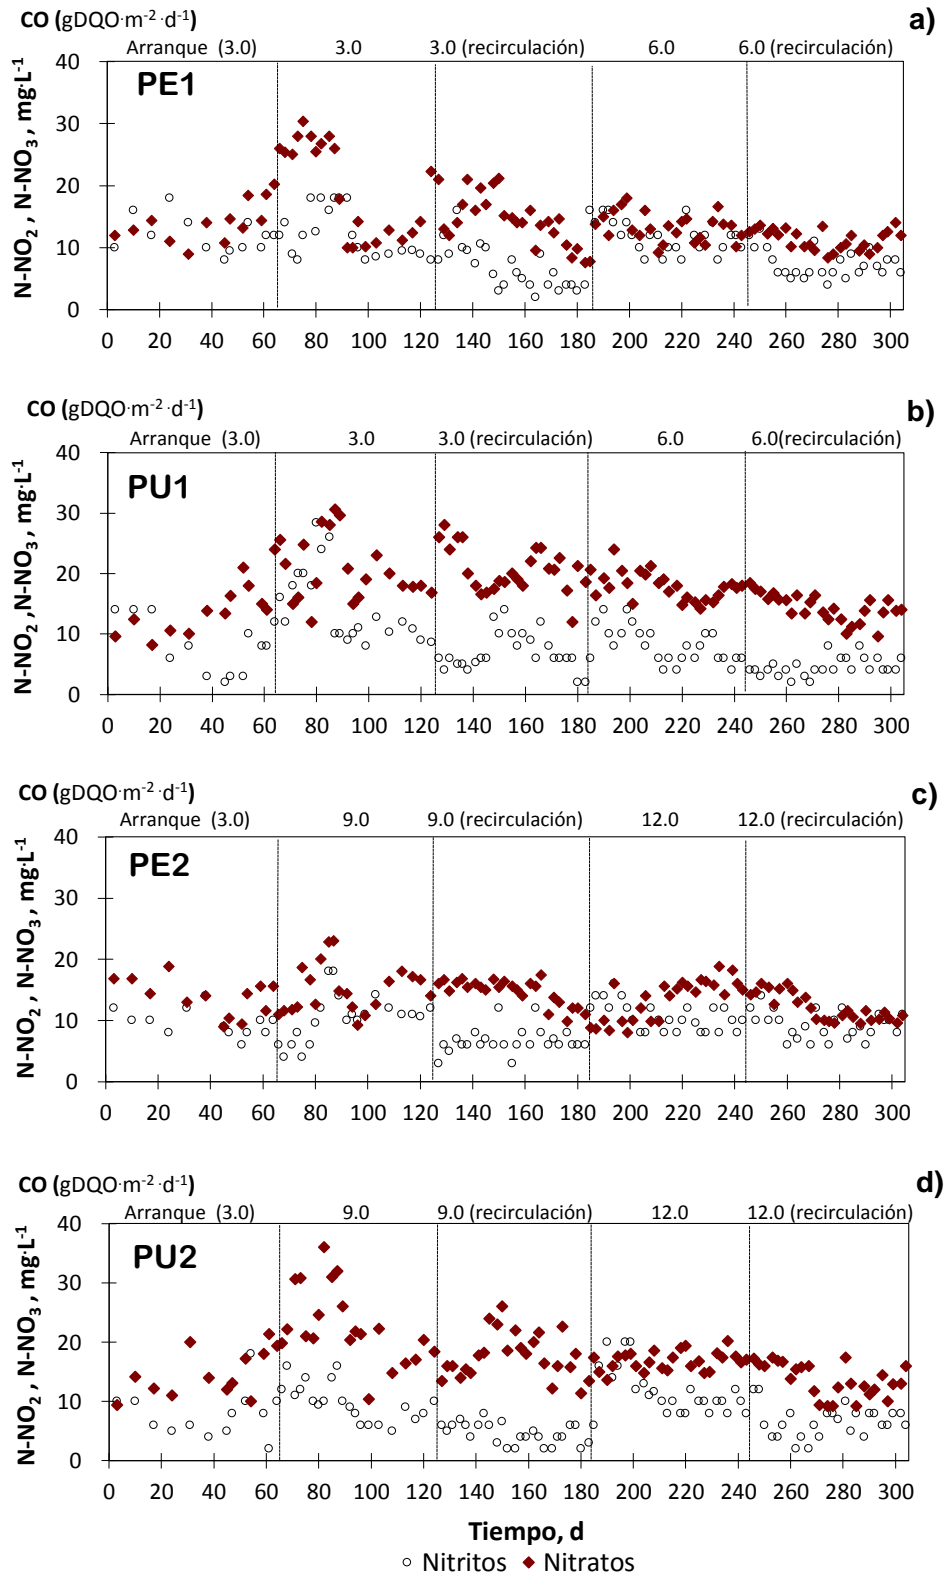 CO (gDQO·m-2·d-1)
a)
Arranque (3.0) 3.0 3.0 (recirculación) 6.0 6.0 (recirculación)
PE1
N-NO2, N-NO3, mg·L-1
40
30
20
10
0
0 20 40 60 80 100 120 140 160 180 200 220 240 260 280 300
CO (gDQO·m-2·d-1)
b)
Arranque (3.0) 3.0 3.0 (recirculación) 6.0 6.0(recirculación)
PU1
N-NO2 ,N-NO3, mg·L-1
40
30
20
10
0
0 20 40 60 80 100 120 140 160 180 200 220 240 260 280 300
CO (gDQO·m-2·d-1)
c)
Arranque (3.0) 9.0 9.0 (recirculación) 12.0 12.0 (recirculación)
PE2
N-NO2, N-NO3, mg·L-1
40
30
20
10
0
0 20 40 60 80 100 120 140 160 180 200 220 240 260 280 300
CO (gDQO·m-2·d-1)
d)
Arranque (3.0) 9.0 9.0 (recirculación) 12.0 12.0 (recirculación)
PU2
N-NO2, N-NO3, mg·L-1
40
30
20
10
0
0 20 40 60 80 100 120 140 160 180 200 220 240 260 280 300
Tiempo, d
Nitritos Nitratos